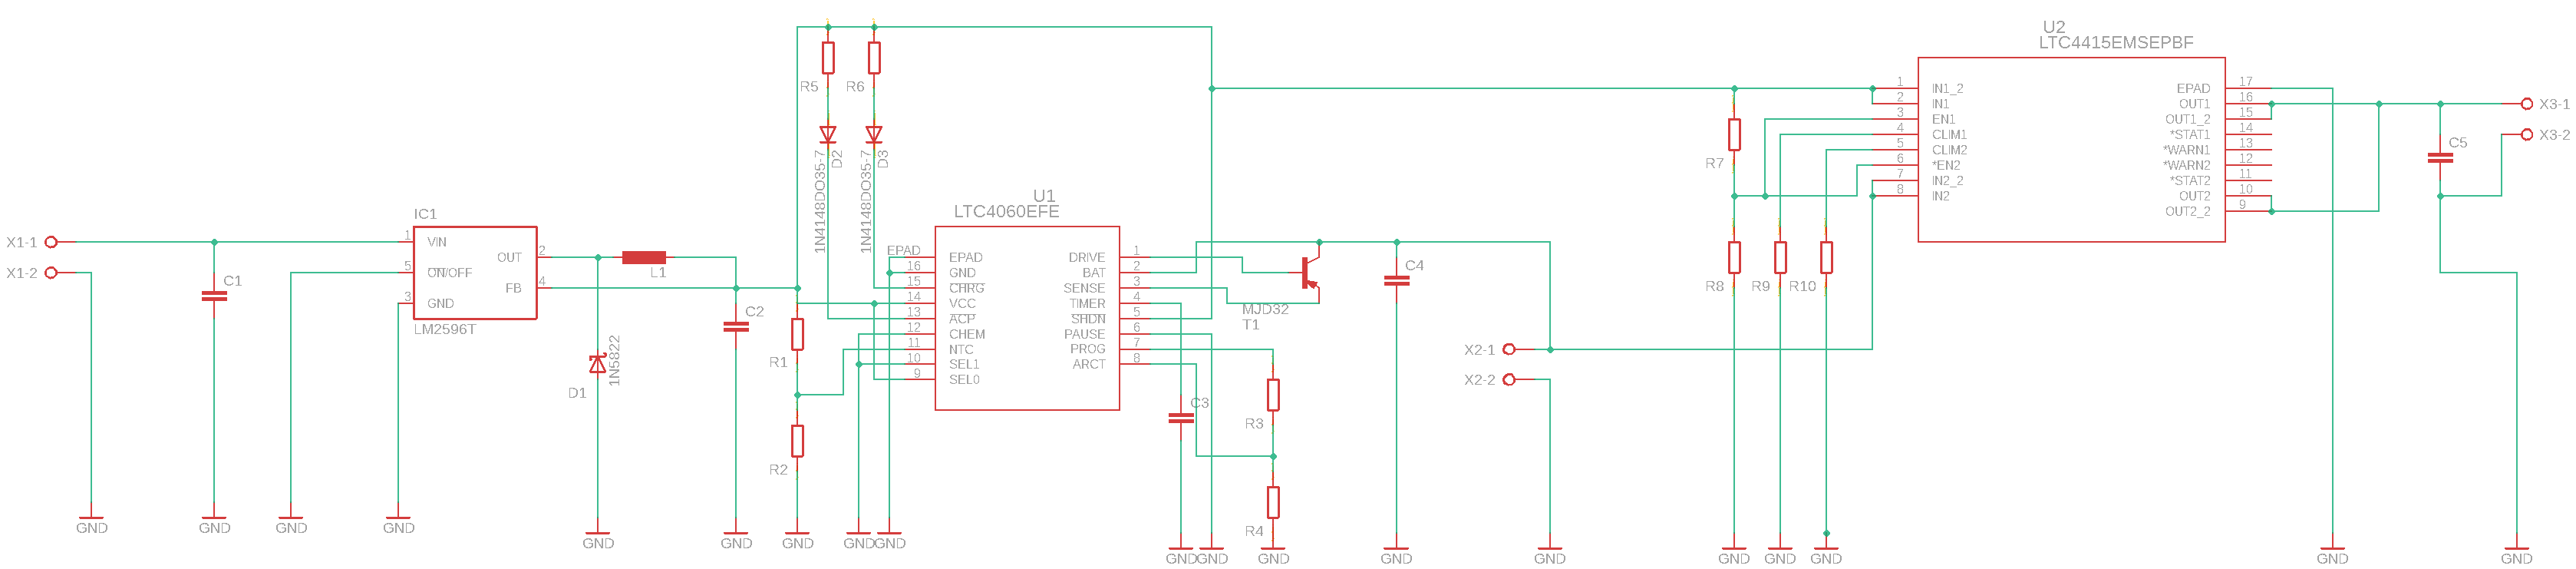 X1-1
X1-2
GND
C1
GND
GND
GND
IC1
1
5
3
VIN
ON/OFF
GND
OUT
FB
2
4
LM2596T
L1
D1
1N5822
GND
C2
GND
R5
R6
1N4148DO35-7
D2
1N4148DO35-7
D3
R1
R2
GND
GND
GND
U1
LTC4060EFE
EPAD
16
15
14
13
12
11
10
9
EPAD
GND
CHRG
VCC
ACP
CHEM
NTC
SEL1
SEL0
DRIVE
BAT
SENSE
TIMER
SHDN
PAUSE
PROG
ARCT
1
2
3
4
5
6
7
8
MJD32
T1
C3
R3
R4
GND
GND
GND
C4
GND
X2-1
X2-2
GND
R7
R8
R9
R10
GND
GND
GND
U2
LTC4415EMSEPBF
1
2
3
4
5
6
7
8
IN1_2
IN1
EN1
CLIM1
CLIM2
*EN2
IN2_2
IN2
EPAD
OUT1
OUT1_2
*STAT1
*WARN1
*WARN2
*STAT2
OUT2
OUT2_2
17
16
15
14
13
12
11
10
9
GND
C5
X3-1
X3-2
GND